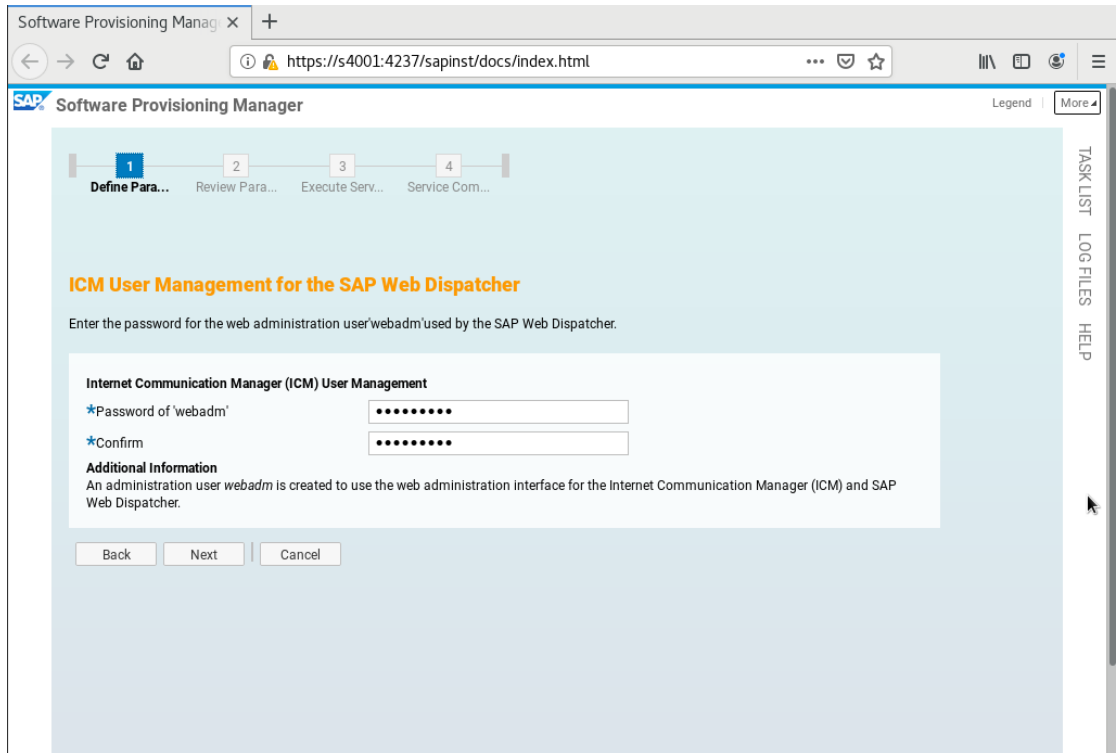 Software Provisioning Manag
https://s4001:4237/sapinst/docs/index.html
SAP Software Provisioning Manager
Legend
More
1
2
3
4
Define Para...
Review Para...
Execute Serv...
Service Com...
TASK LIST
LOG FILES
HELP
ICM User Management for the SAP Web Dispatcher
Enter the password for the web administration user'webadm'used by the SAP Web Dispatcher.
Internet Communication Manager (ICM) User Management
*Password of 'webadm'
•••••••••
*Confirm
•••••••••
Additional Information
An administration user webadm is created to use the web administration interface for the Internet Communication Manager (ICM) and SAP
Web Dispatcher.
Back
Next
Cancel